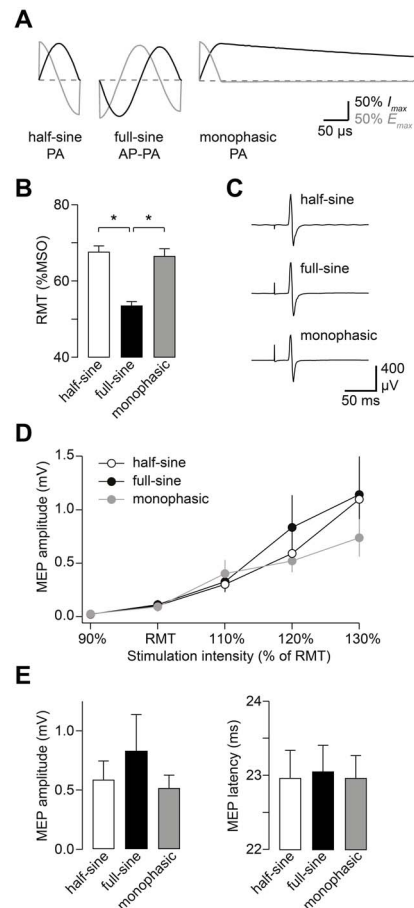 A
half-sine
PA
full-sine
AP-PA
monophasic
PA
50% Imax
50% Emax
50 µs
B
RMT (%MSO)
80
60
40
* *
half-sine
full-sine
monophasic
C
half-sine
full-sine
monophasic
400
µV
50 ms
D
MEP amplitude (mV)
1.5
1.0
0.5
0.0
half-sine
full-sine
monophasic
90% RMT 110% 120% 130%
Stimulation intensity (% of RMT)
E
MEP amplitude (mV)
1.0
0.5
0.0
half-sine
full-sine
monophasic
MEP latency (ms)
24
23
22
half-sine
full-sine
monophasic